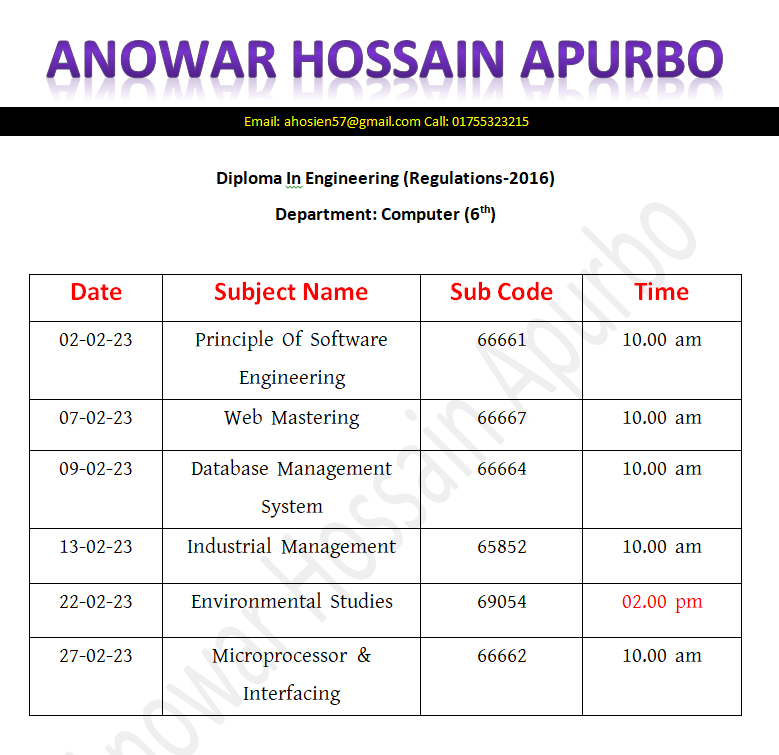 ANOWAR HOSSAIN APURBO
Email: ahosien57@gmail.com Call: 01755323215
Diploma In Engineering (Regulations-2016)
Department: Computer (6th)
Date Subject Name Sub Code Time
02-02-23 Principle Of Software 66661 10.00 am
Engineering
07-02-23 Web Mastering 66667 10.00 am
09-02-23 Database Management 66664 10.00 am
System
13-02-23 Industrial Management 65852 10.00 am
22-02-23 Environmental Studies 69054 02.00 pm
27-02-23 Microprocessor & 66662 10.00 am
Interfacing
Anowar Hossain Apurbo